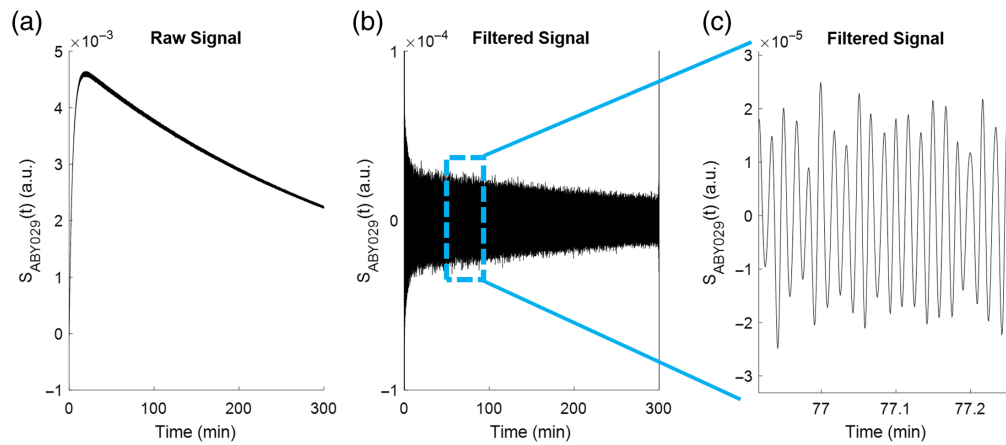 (a)
×10⁻³
Raw Signal
5
4
3
2
1
0
−1
0
100
200
300
S_ABY029(t) (a.u.)
Time (min)
(b)
×10⁻⁴
Filtered Signal
1
0
−1
0
100
200
300
S_ABY029(t) (a.u.)
Time (min)
(c)
×10⁻⁵
Filtered Signal
3
2
1
0
−1
−2
−3
77
77.1
77.2
S_ABY029(t) (a.u.)
Time (min)